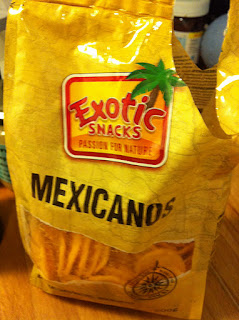 Exotic
SNACKS
PASSION FOR NATURE
MEXICANOS